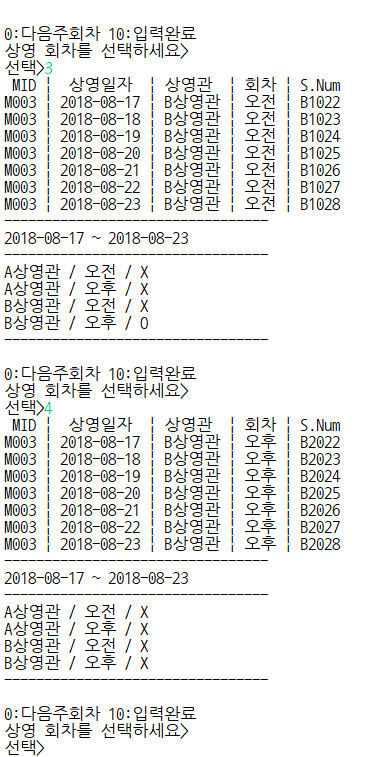 0:다음주회차 10:입력완료
상영 회차를 선택하세요>
선택>3
MID | 상영일자 | 상영관 | 회차 | S.Num
M003 | 2018-08-17 | B상영관 | 오전 | B1022
M003 | 2018-08-18 | B상영관 | 오전 | B1023
M003 | 2018-08-19 | B상영관 | 오전 | B1024
M003 | 2018-08-20 | B상영관 | 오전 | B1025
M003 | 2018-08-21 | B상영관 | 오전 | B1026
M003 | 2018-08-22 | B상영관 | 오전 | B1027
M003 | 2018-08-23 | B상영관 | 오전 | B1028
---------------------------------
2018-08-17 ~ 2018-08-23
---------------------------------
A상영관 / 오전 / X
A상영관 / 오후 / X
B상영관 / 오전 / X
B상영관 / 오후 / O
---------------------------------
0:다음주회차 10:입력완료
상영 회차를 선택하세요>
선택>4
MID | 상영일자 | 상영관 | 회차 | S.Num
M003 | 2018-08-17 | B상영관 | 오후 | B2022
M003 | 2018-08-18 | B상영관 | 오후 | B2023
M003 | 2018-08-19 | B상영관 | 오후 | B2024
M003 | 2018-08-20 | B상영관 | 오후 | B2025
M003 | 2018-08-21 | B상영관 | 오후 | B2026
M003 | 2018-08-22 | B상영관 | 오후 | B2027
M003 | 2018-08-23 | B상영관 | 오후 | B2028
---------------------------------
2018-08-17 ~ 2018-08-23
---------------------------------
A상영관 / 오전 / X
A상영관 / 오후 / X
B상영관 / 오전 / X
B상영관 / 오후 / X
---------------------------------
0:다음주회차 10:입력완료
상영 회차를 선택하세요>
선택>